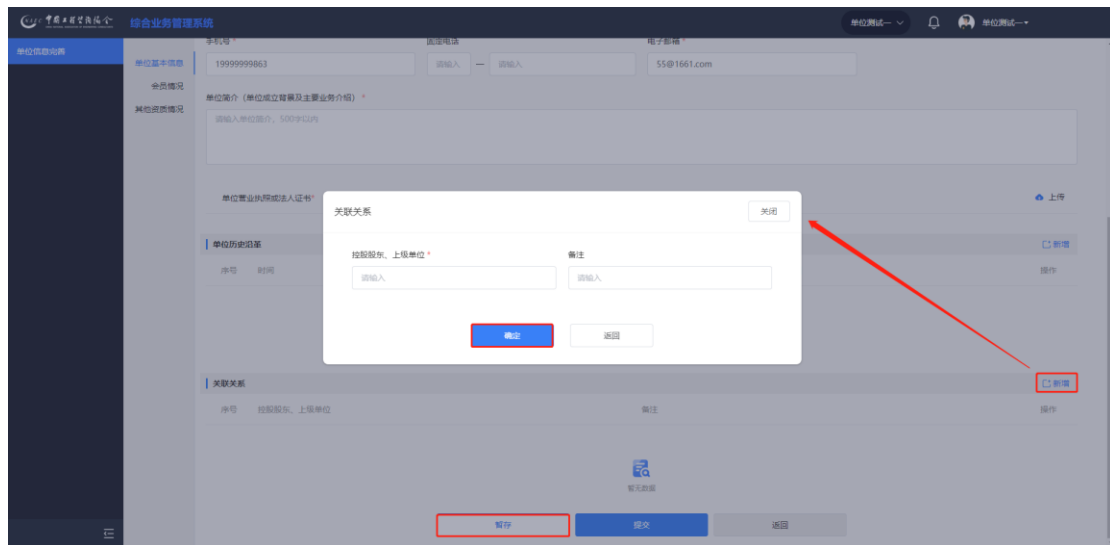 综合业务管理系统
单位测试一
单位测试一
单位信息完善
手机号 *
固定电话
电子邮箱 *
单位基本信息
19999999863
请输入 — 请输入
55@1661.com
会员情况
单位简介（单位成立背景及主要业务介绍） *
其他资质情况
请输入单位简介，500字以内
单位营业执照或法人证书*
上传
关联关系
关闭
单位历史沿革
新增
控股股东、上级单位 *
备注
序号 时间
操作
请输入
请输入
确定
返回
关联关系
新增
序号 控股股东、上级单位
备注
操作
暂无数据
暂存
提交
返回